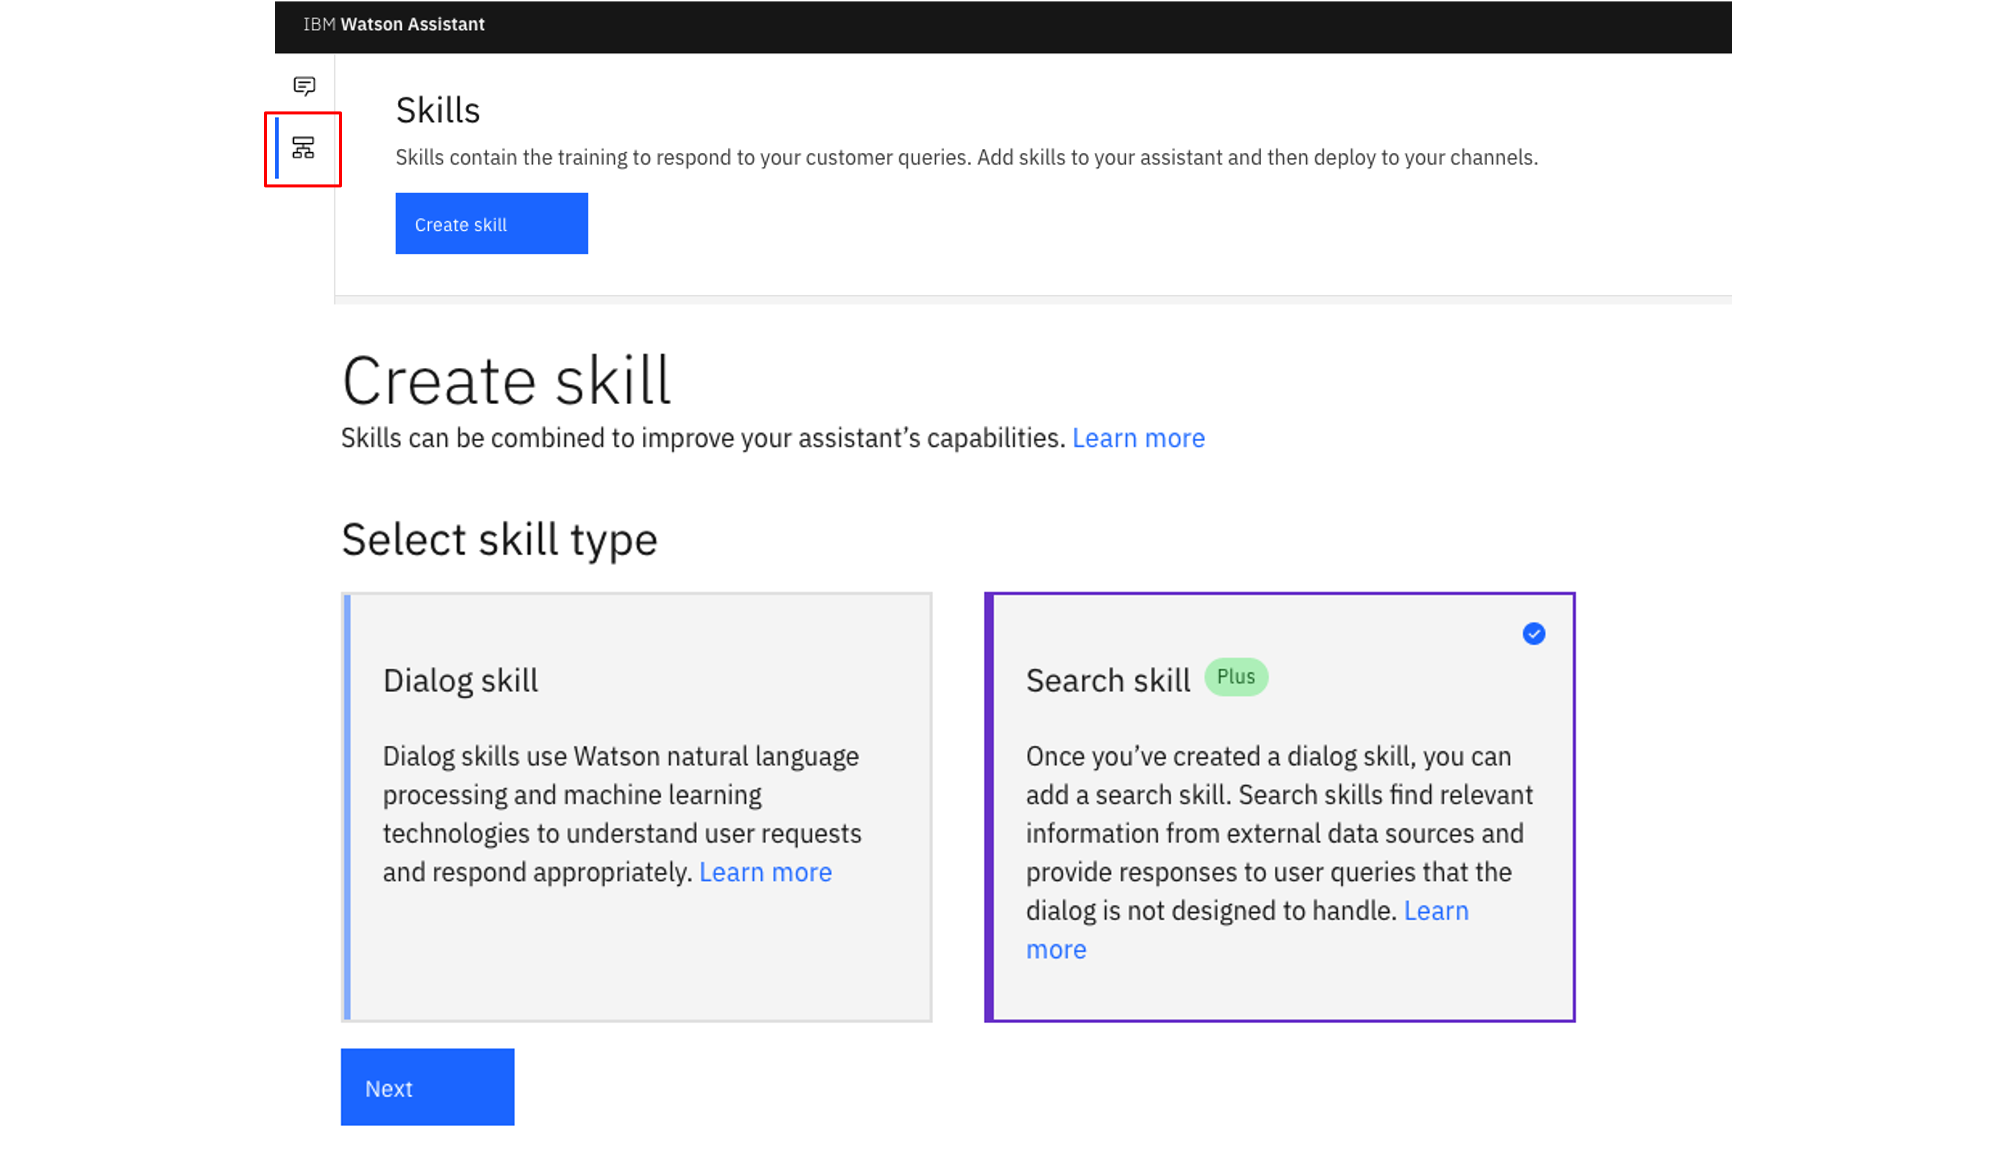 IBM Watson Assistant
Skills
Skills contain the training to respond to your customer queries. Add skills to your assistant and then deploy to your channels.
Create skill
Create skill
Skills can be combined to improve your assistant’s capabilities. Learn more
Select skill type
Dialog skill
Dialog skills use Watson natural language
processing and machine learning
technologies to understand user requests
and respond appropriately. Learn more
Search skill Plus
Once you’ve created a dialog skill, you can
add a search skill. Search skills find relevant
information from external data sources and
provide responses to user queries that the
dialog is not designed to handle. Learn
more
Next